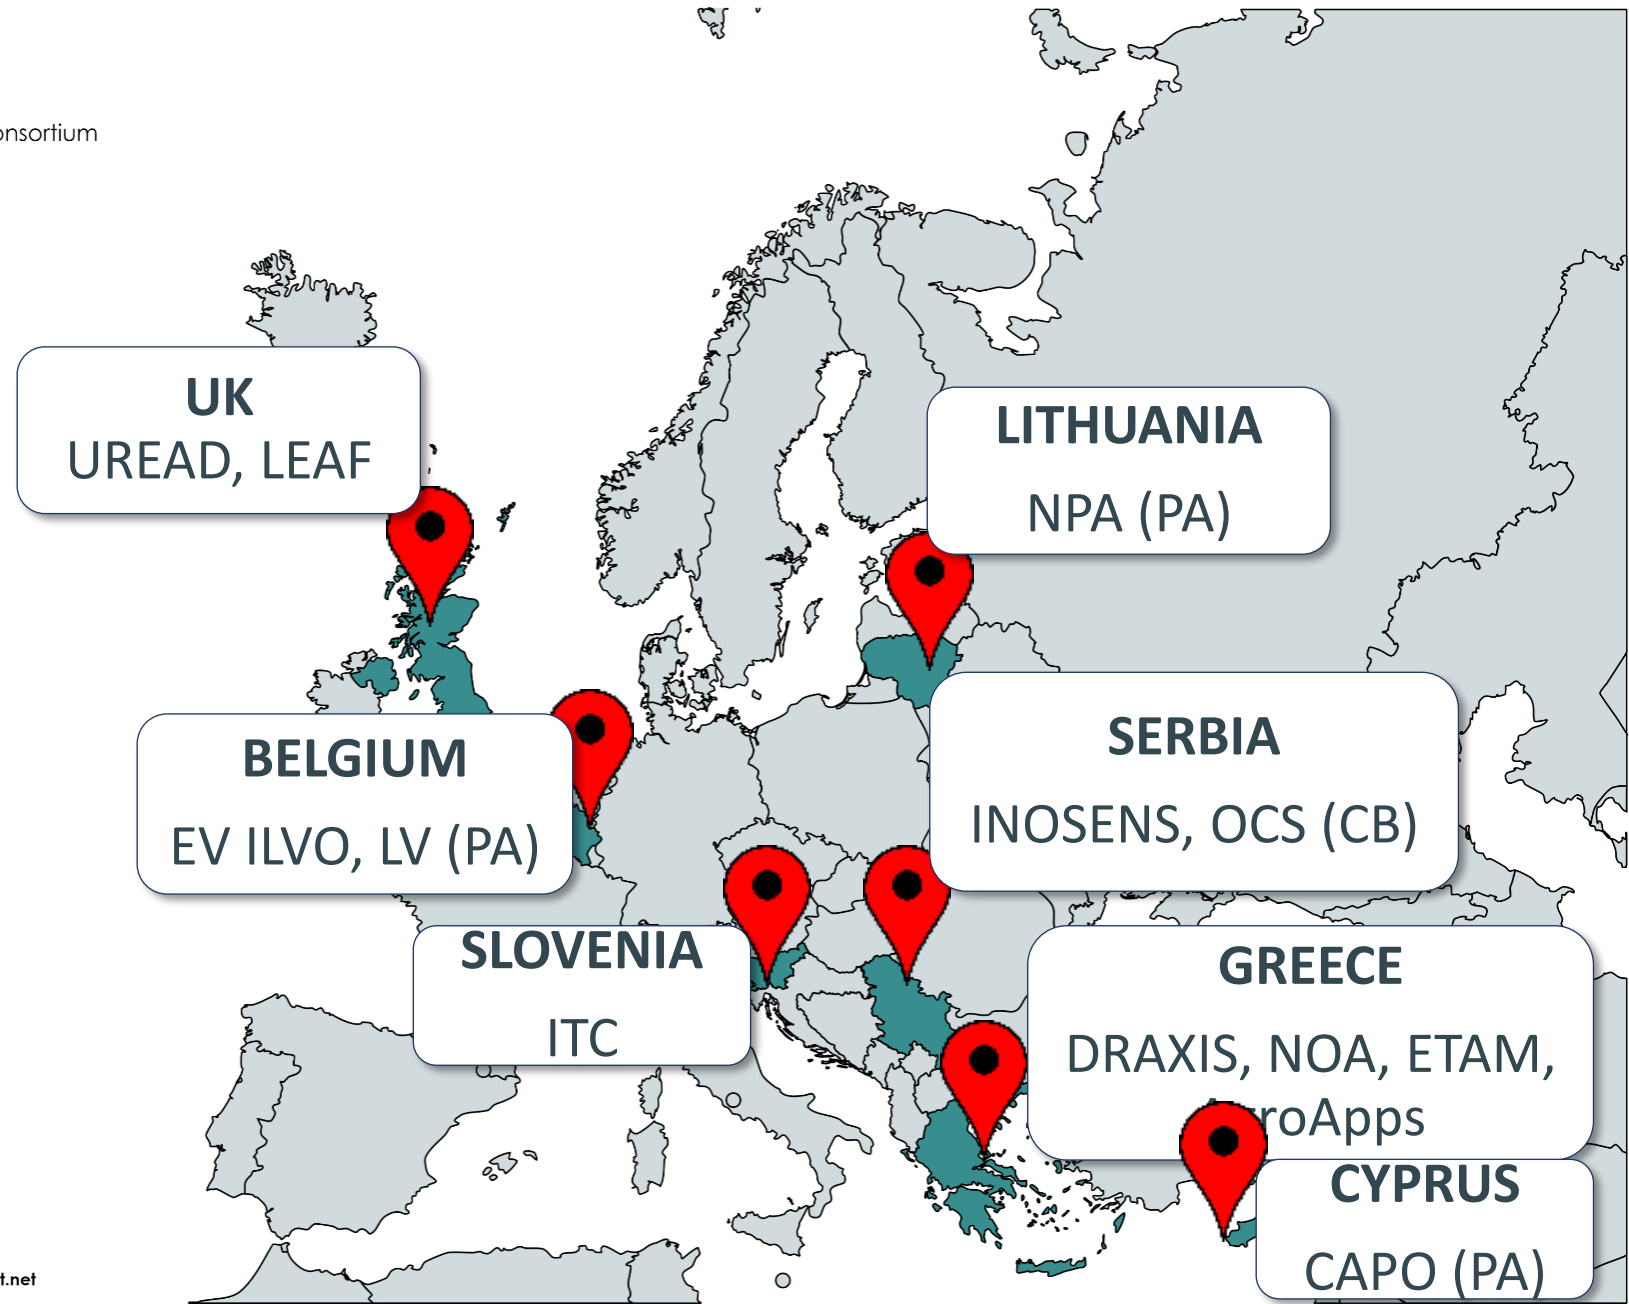 onsortium
UK
UREAD, LEAF
LITHUANIA
NPA (PA)
BELGIUM
EV ILVO, LV (PA)
SERBIA
INOSENS, OCS (CB)
SLOVENIA
ITC
GREECE
DRAXIS, NOA, ETAM,
roApps
CYPRUS
CAPO (PA)
t.net